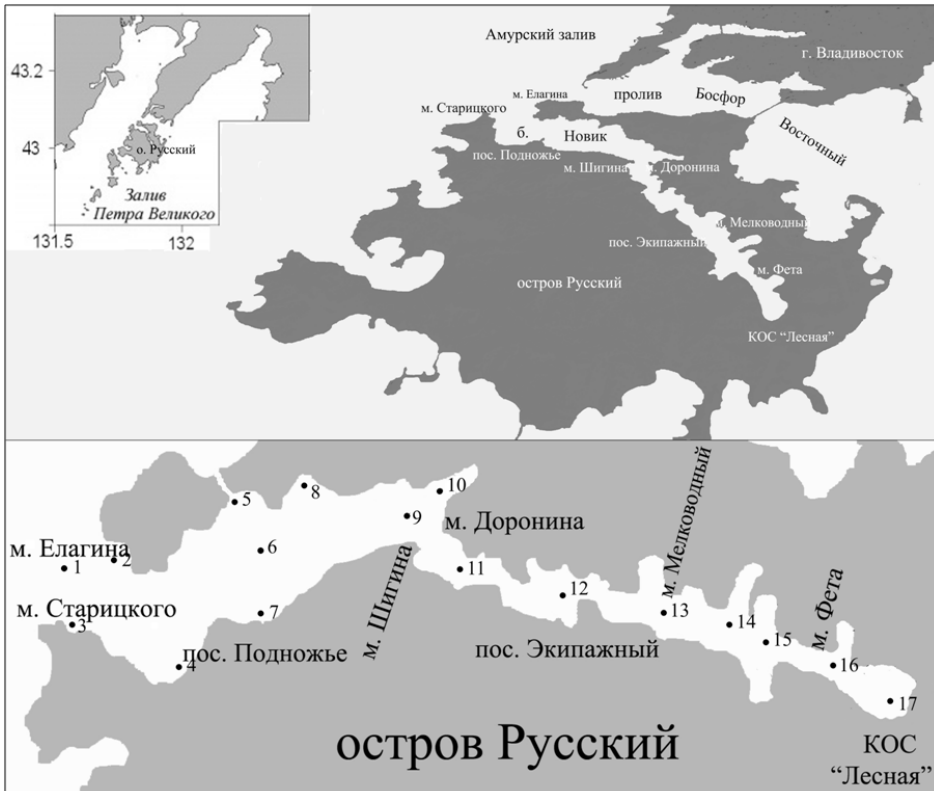 43.2
43
131.5
132
о. Русский
Залив
Петра Великого
Амурский залив
г. Владивосток
м. Елагина
м. Старицкого
пролив
Босфор
Восточный
б.
Новик
пос. Подножье
м. Шигина
. Доронина
м. Мелководны
пос. Экипажный
м. Фета
остров Русский
КОС “Лесная”
м. Елагина
1
2
м. Старицкого
3
4
пос. Подножье
5
6
7
8
9
10
м. Доронина
м. Шигина
11
12
пос. Экипажный
м. Мелководный
13
14
15
м. Фета
16
17
остров Русский
КОС
“Лесная”